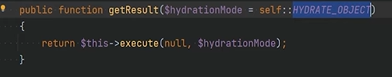 public function getResult($hydrationMode = self::HYDRATE_OBJECT)
{
return $this->execute(null, $hydrationMode);
}